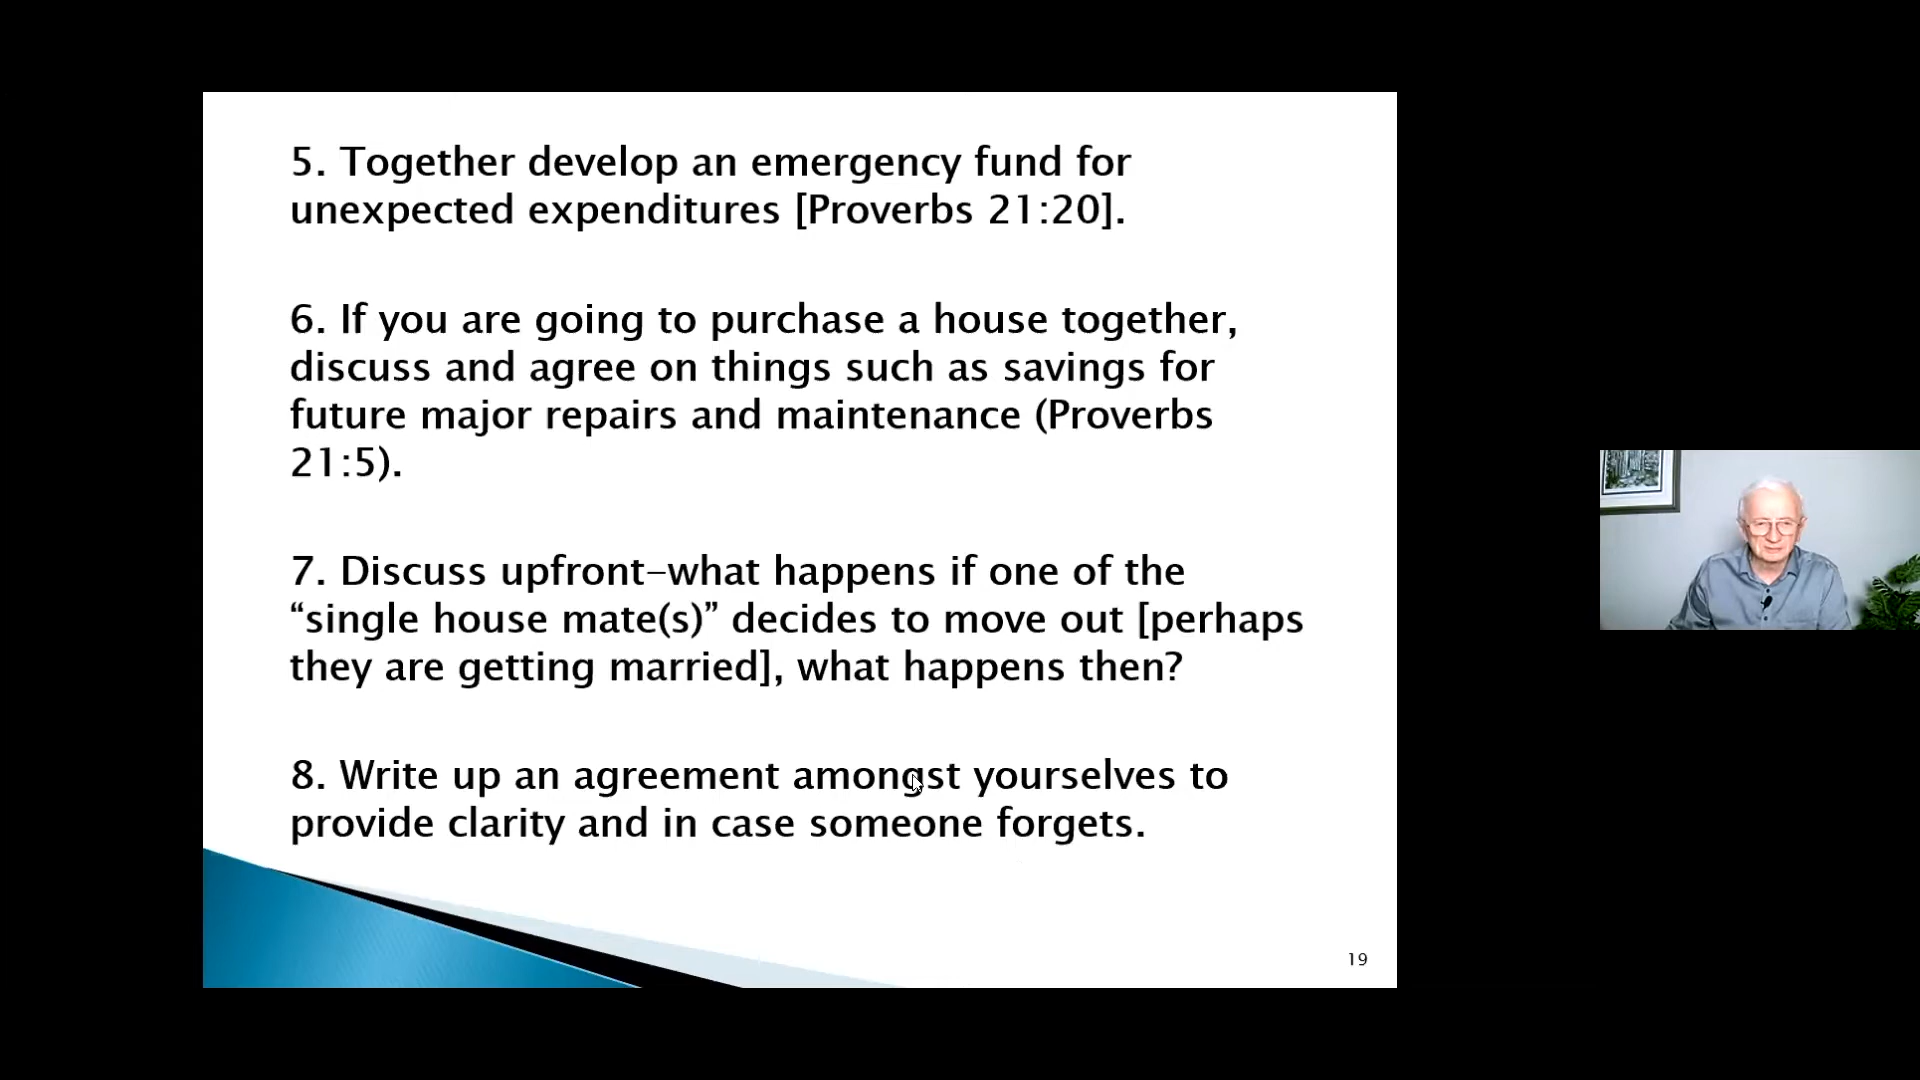 5. Together develop an emergency fund for
unexpected expenditures [Proverbs 21:20].
6. If you are going to purchase a house together,
discuss and agree on things such as savings for
future major repairs and maintenance (Proverbs
21:5).
7. Discuss upfront–what happens if one of the
“single house mate(s)” decides to move out [perhaps
they are getting married], what happens then?
8. Write up an agreement amongst yourselves to
provide clarity and in case someone forgets.
19